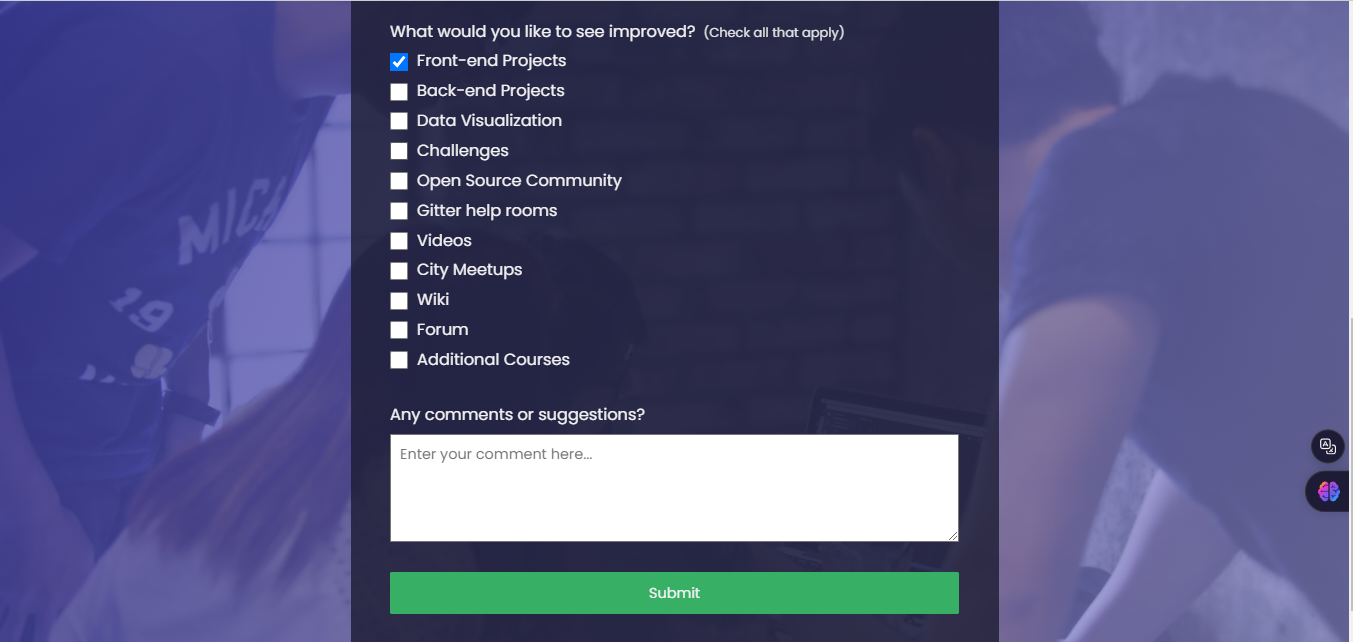 What would you like to see improved? (Check all that apply)
Front-end Projects
Back-end Projects
Data Visualization
Challenges
Open Source Community
Gitter help rooms
Videos
City Meetups
Wiki
Forum
Additional Courses
Any comments or suggestions?
Enter your comment here...
Submit
19